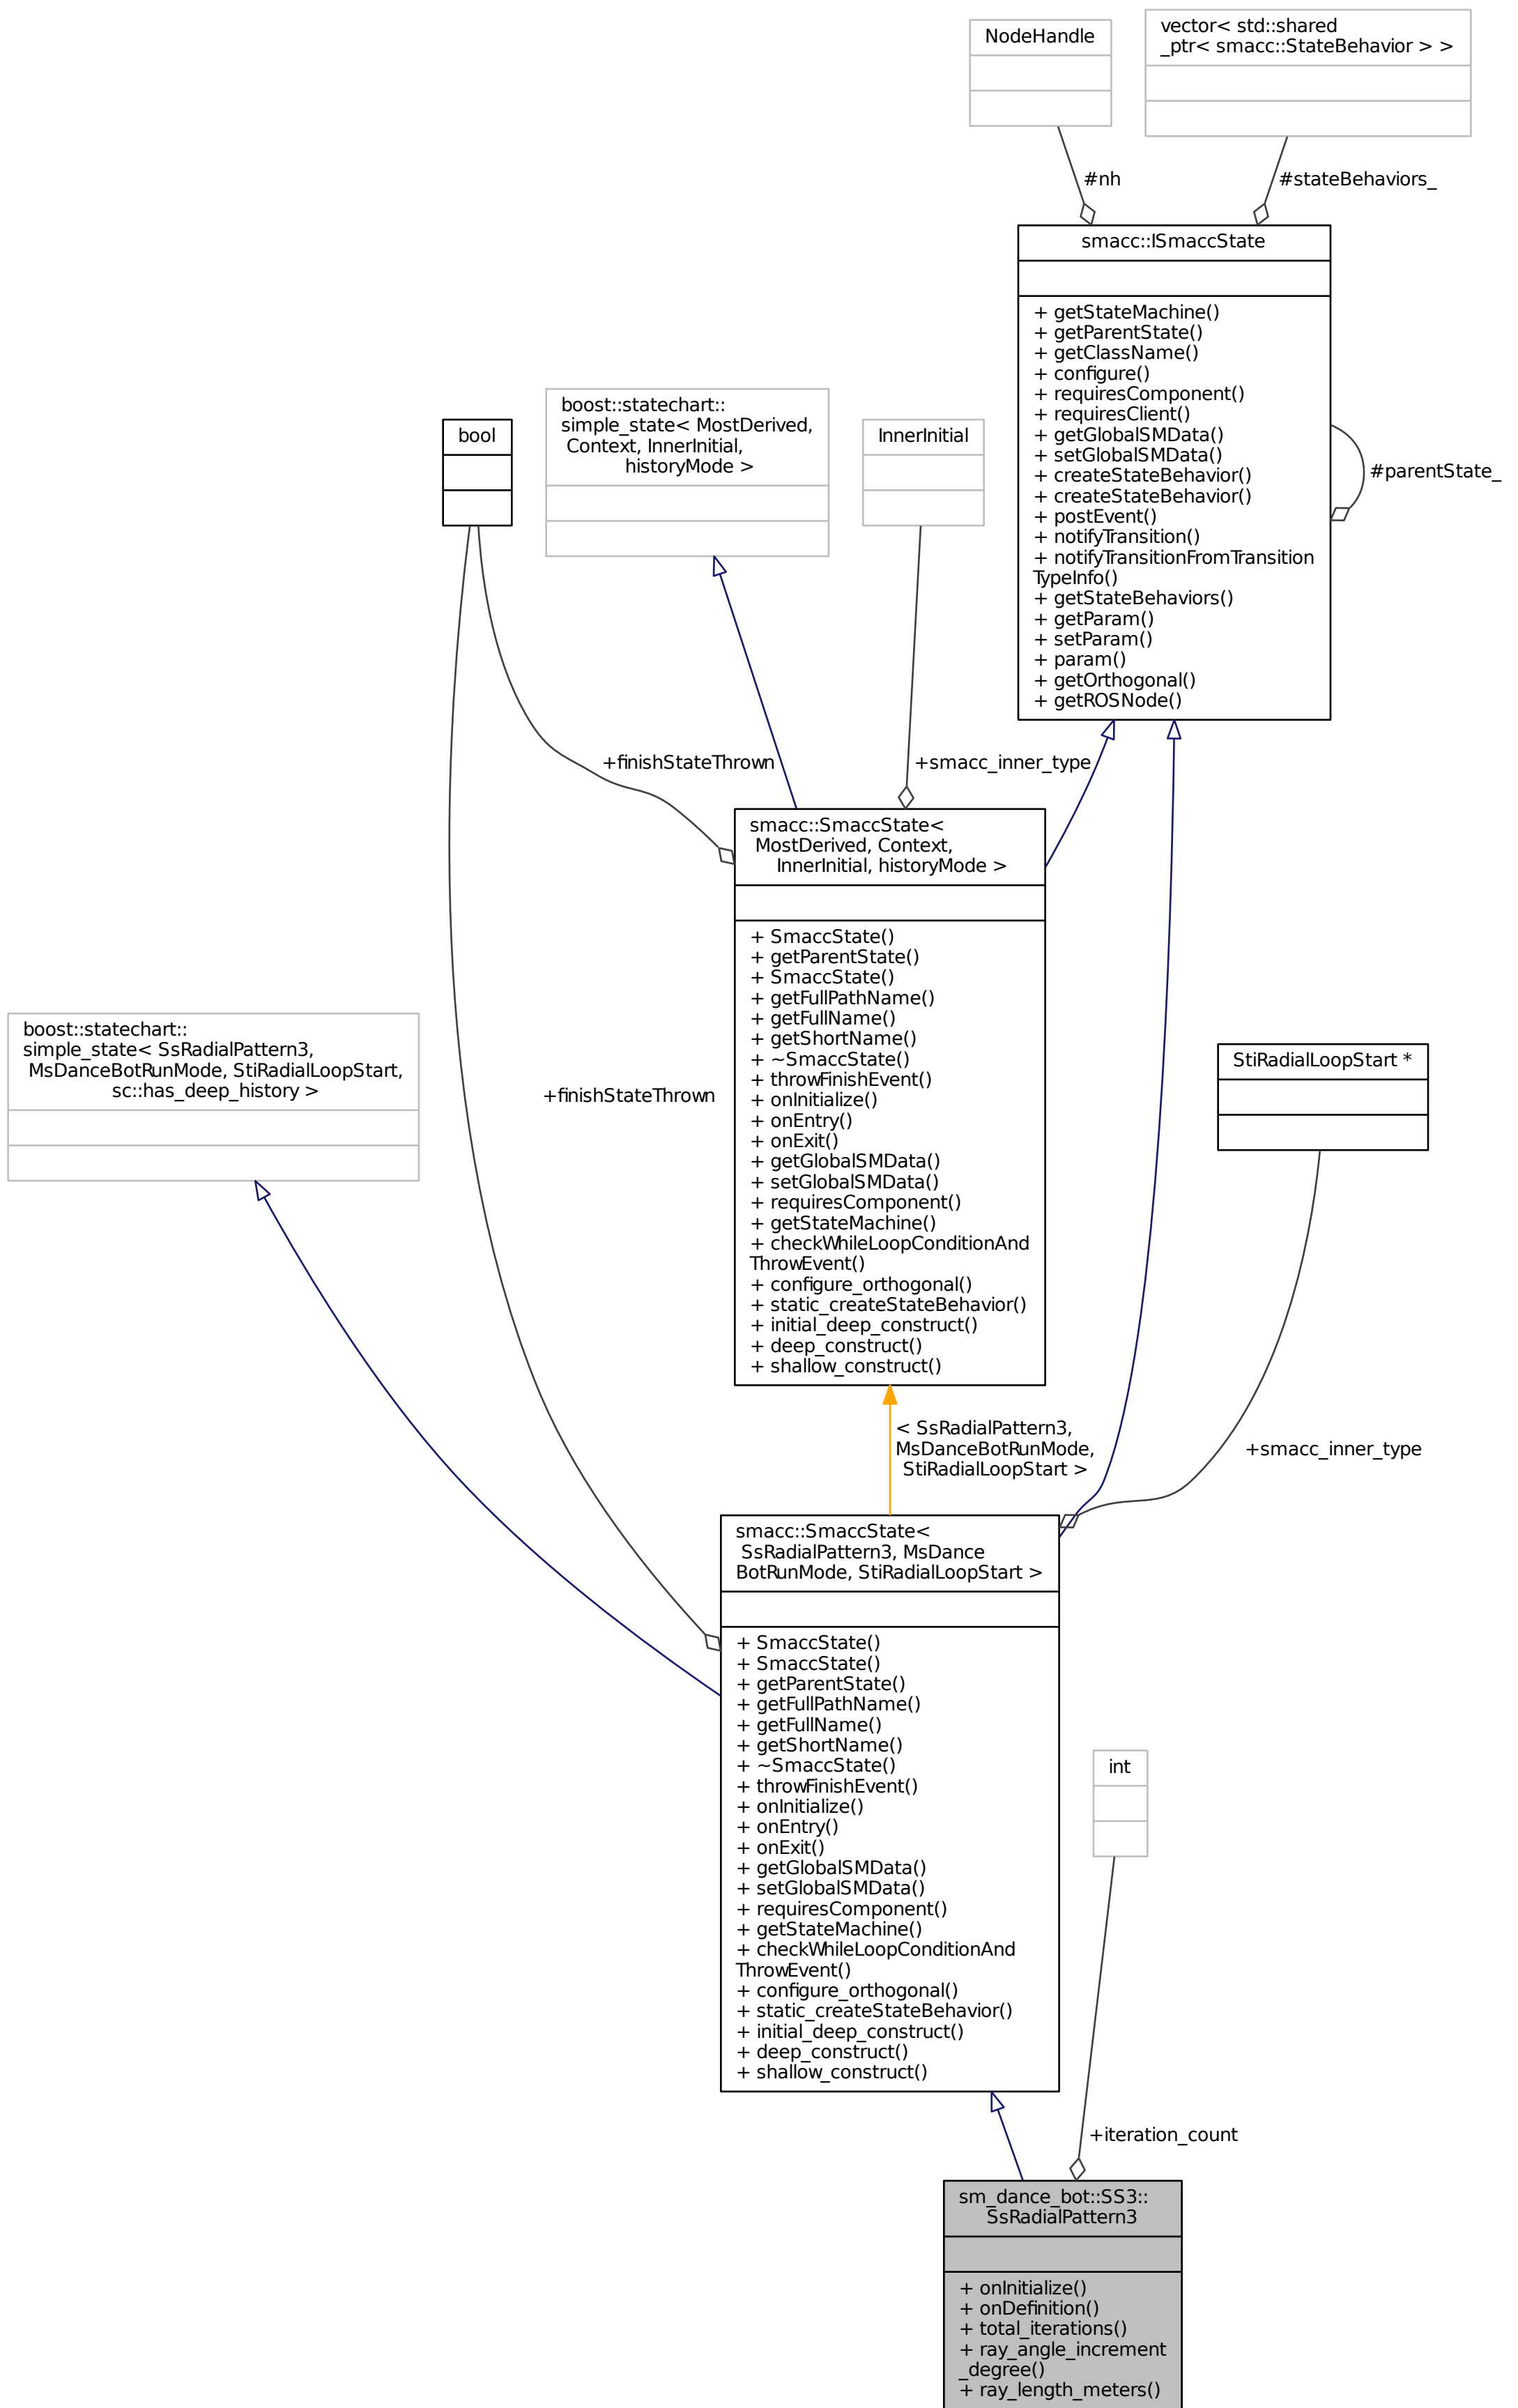 NodeHandle
vector< std::shared
_ptr< smacc::StateBehavior > >
#nh
#stateBehaviors_
smacc::ISmaccState
+ getStateMachine()
+ getParentState()
+ getClassName()
+ configure()
+ requiresComponent()
+ requiresClient()
+ getGlobalSMData()
+ setGlobalSMData()
+ createStateBehavior()
+ createStateBehavior()
+ postEvent()
+ notifyTransition()
+ notifyTransitionFromTransition
TypeInfo()
+ getStateBehaviors()
+ getParam()
+ setParam()
+ param()
+ getOrthogonal()
+ getROSNode()
#parentState_
bool
boost::statechart::
simple_state< MostDerived,
Context, InnerInitial,
historyMode >
InnerInitial
+finishStateThrown
+smacc_inner_type
smacc::SmaccState<
MostDerived, Context,
InnerInitial, historyMode >
+ SmaccState()
+ getParentState()
+ SmaccState()
+ getFullPathName()
+ getFullName()
+ getShortName()
+ ~SmaccState()
+ throwFinishEvent()
+ onInitialize()
+ onEntry()
+ onExit()
+ getGlobalSMData()
+ setGlobalSMData()
+ requiresComponent()
+ getStateMachine()
+ checkWhileLoopConditionAnd
ThrowEvent()
+ configure_orthogonal()
+ static_createStateBehavior()
+ initial_deep_construct()
+ deep_construct()
+ shallow_construct()
boost::statechart::
simple_state< SsRadialPattern3,
MsDanceBotRunMode, StiRadialLoopStart,
sc::has_deep_history >
+finishStateThrown
StiRadialLoopStart *
< SsRadialPattern3,
MsDanceBotRunMode,
StiRadialLoopStart >
+smacc_inner_type
smacc::SmaccState<
SsRadialPattern3, MsDance
BotRunMode, StiRadialLoopStart >
+ SmaccState()
+ SmaccState()
+ getParentState()
+ getFullPathName()
+ getFullName()
+ getShortName()
+ ~SmaccState()
+ throwFinishEvent()
+ onInitialize()
+ onEntry()
+ onExit()
+ getGlobalSMData()
+ setGlobalSMData()
+ requiresComponent()
+ getStateMachine()
+ checkWhileLoopConditionAnd
ThrowEvent()
+ configure_orthogonal()
+ static_createStateBehavior()
+ initial_deep_construct()
+ deep_construct()
+ shallow_construct()
int
+iteration_count
sm_dance_bot::SS3::
SsRadialPattern3
+ onInitialize()
+ onDefinition()
+ total_iterations()
+ ray_angle_increment
_degree()
+ ray_length_meters()